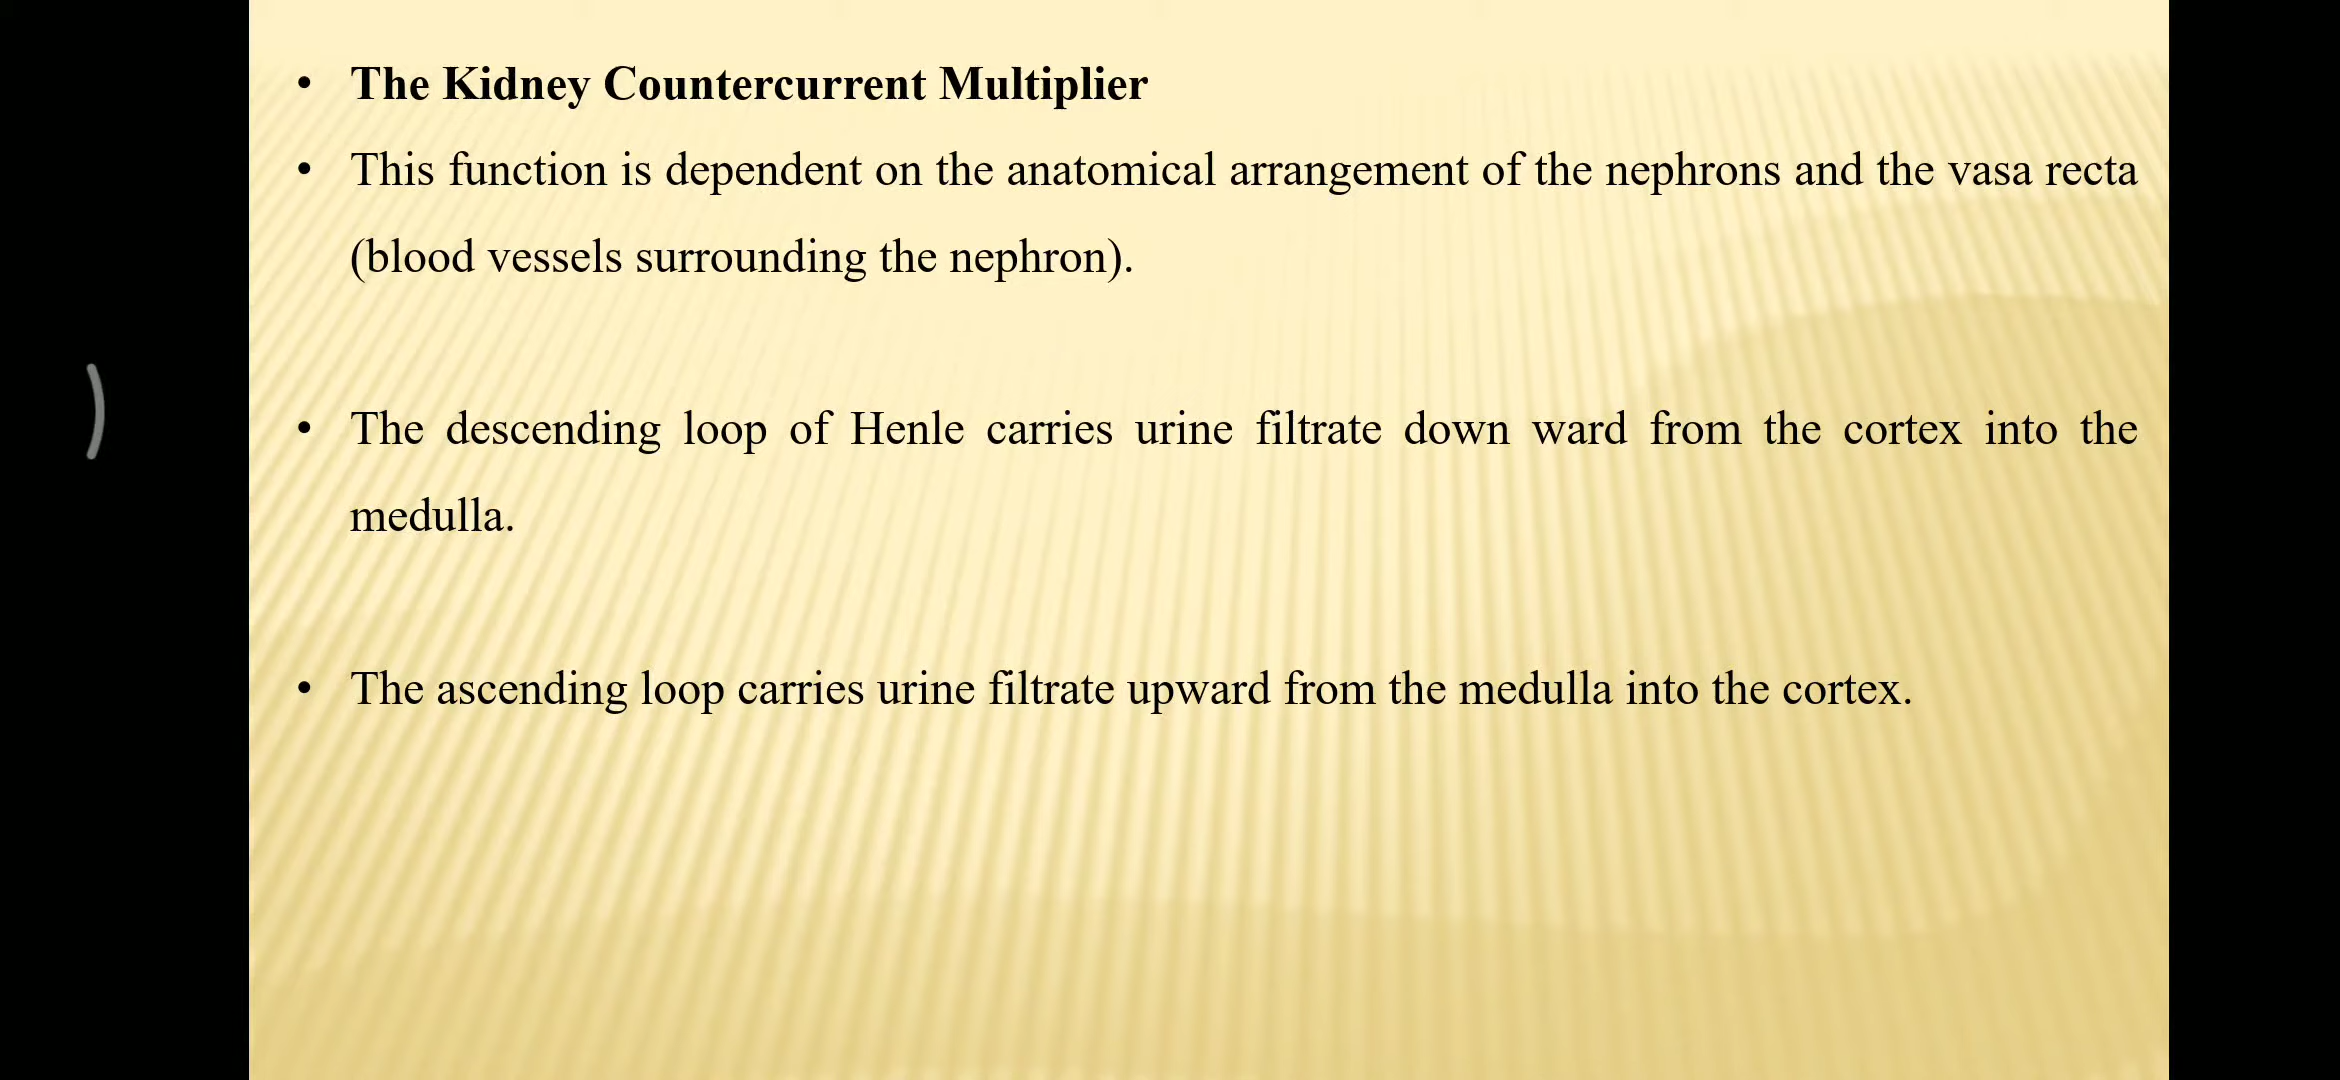 • The Kidney Countercurrent Multiplier
• This function is dependent on the anatomical arrangement of the nephrons and the vasa recta
(blood vessels surrounding the nephron).
• The descending loop of Henle carries urine filtrate down ward from the cortex into the
medulla.
• The ascending loop carries urine filtrate upward from the medulla into the cortex.